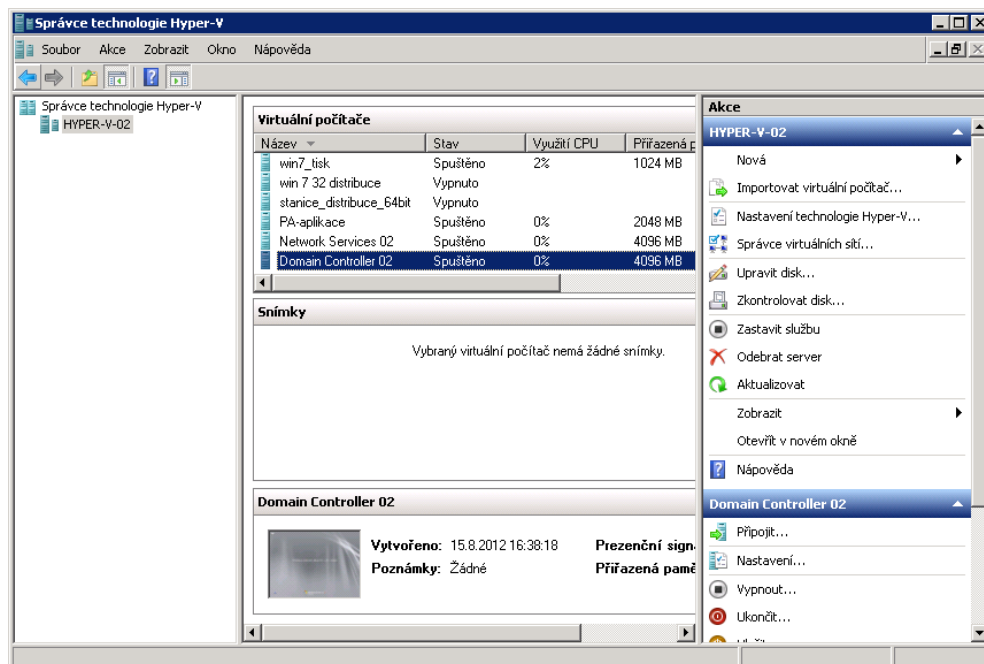 Správce technologie Hyper-V
Soubor Akce Zobrazit Okno Nápověda
Správce technologie Hyper-V
HYPER-V-02
Virtuální počítače
Název Stav Využití CPU Přiřazená p
win7_tisk Spuštěno 2% 1024 MB
win 7 32 distribuce Vypnuto
stanice_distribuce_64bit Vypnuto
PA-aplikace Spuštěno 0% 2048 MB
Network Services 02 Spuštěno 0% 4096 MB
Domain Controller 02 Spuštěno 0% 4096 MB
Snímky
Vybraný virtuální počítač nemá žádné snímky.
Domain Controller 02
Vytvořeno: 15.8.2012 16:38:18 Prezenční sign
Poznámky: Žádné Přiřazená pamě
Akce
HYPER-V-02
Nová
Importovat virtuální počítač...
Nastavení technologie Hyper-V...
Správce virtuálních sítí...
Upravit disk...
Zkontrolovat disk...
Zastavit službu
Odebrat server
Aktualizovat
Zobrazit
Otevřít v novém okně
Nápověda
Domain Controller 02
Připojit...
Nastavení...
Vypnout...
Ukončit...